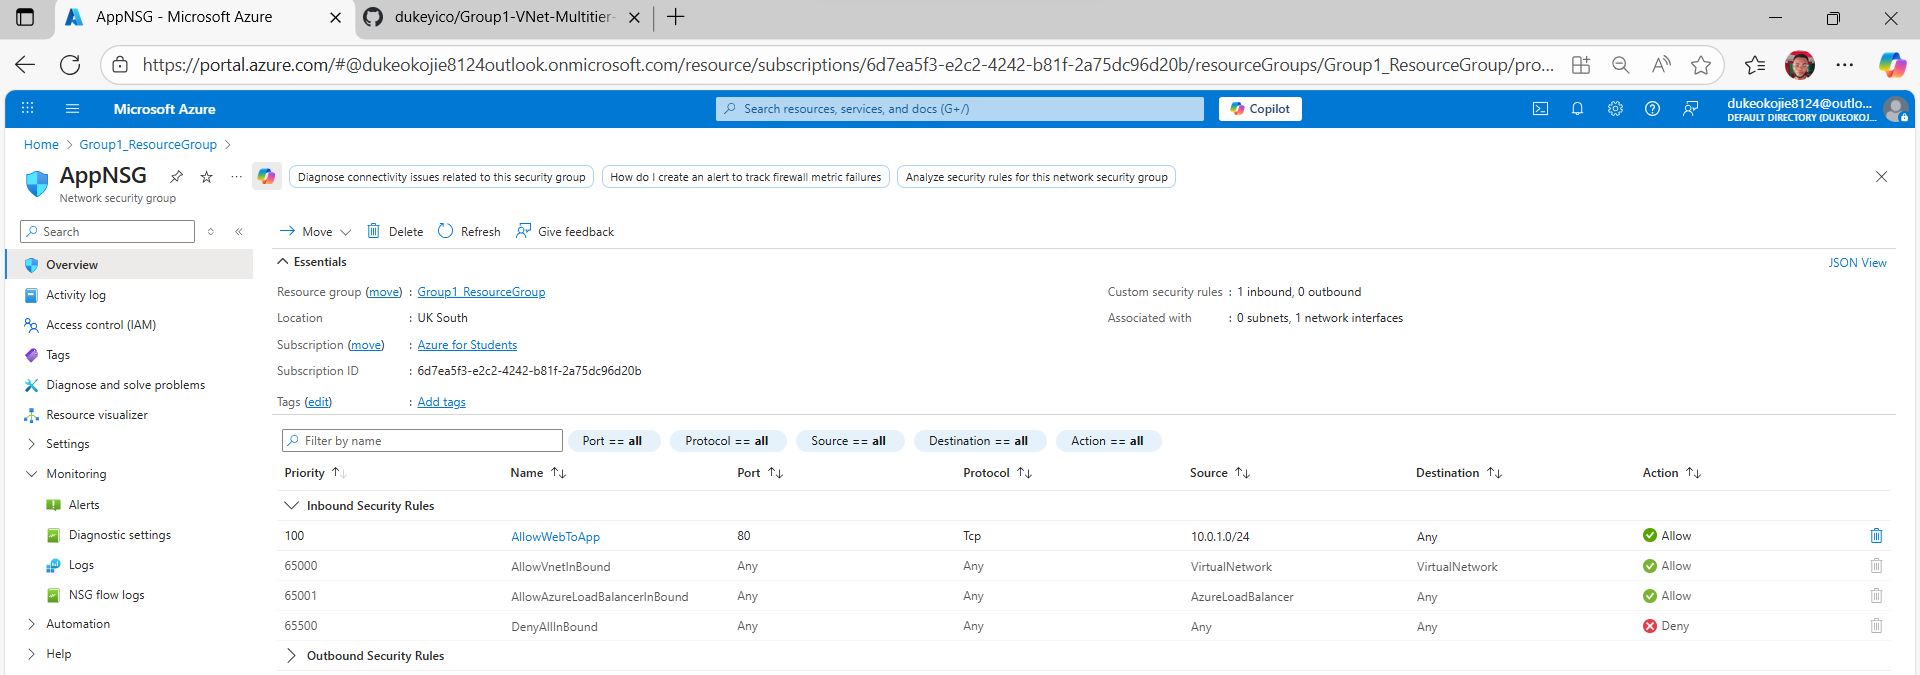 AppNSG - Microsoft Azure
dukeyico/Group1-VNet-Multitier-
https://portal.azure.com/#@dukeokojie8124outlook.onmicrosoft.com/resource/subscriptions/6d7ea5f3-e2c2-4242-b81f-2a75dc96d20b/resourceGroups/Group1_ResourceGroup/pro...
Microsoft Azure
Search resources, services, and docs (G+/)
Copilot
dukeokojie8124@outlo...
DEFAULT DIRECTORY (DUKEOKOJ...
Home > Group1_ResourceGroup >
AppNSG
Network security group
Diagnose connectivity issues related to this security group
How do I create an alert to track firewall metric failures
Analyze security rules for this network security group
Search
Move
Delete
Refresh
Give feedback
Overview
Activity log
Access control (IAM)
Tags
Diagnose and solve problems
Resource visualizer
Settings
Monitoring
Alerts
Diagnostic settings
Logs
NSG flow logs
Automation
Help
Essentials
JSON View
Resource group (move) : Group1_ResourceGroup
Location : UK South
Subscription (move) : Azure for Students
Subscription ID : 6d7ea5f3-e2c2-4242-b81f-2a75dc96d20b
Tags (edit) : Add tags
Custom security rules : 1 inbound, 0 outbound
Associated with : 0 subnets, 1 network interfaces
Filter by name
Port == all
Protocol == all
Source == all
Destination == all
Action == all
Priority Name Port Protocol Source Destination Action
Inbound Security Rules
100 AllowWebToApp 80 Tcp 10.0.1.0/24 Any Allow
65000 AllowVnetInBound Any Any VirtualNetwork VirtualNetwork Allow
65001 AllowAzureLoadBalancerInBound Any Any AzureLoadBalancer Any Allow
65500 DenyAllInBound Any Any Any Any Deny
Outbound Security Rules